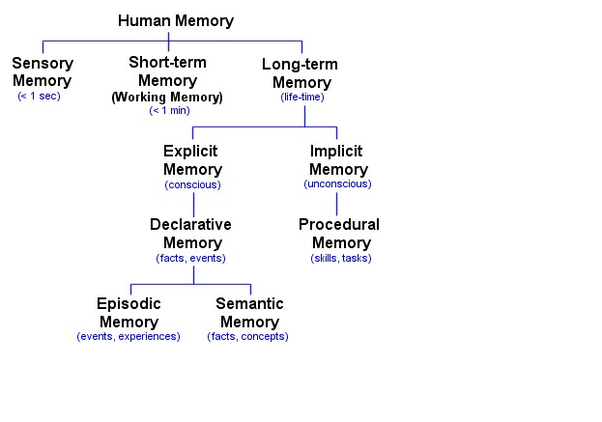 Human Memory
Sensory
Memory
(< 1 sec)
Short-term
Memory
(Working Memory)
(< 1 min)
Long-term
Memory
(life-time)
Explicit
Memory
(conscious)
Implicit
Memory
(unconscious)
Declarative
Memory
(facts, events)
Procedural
Memory
(skills, tasks)
Episodic
Memory
(events, experiences)
Semantic
Memory
(facts, concepts)